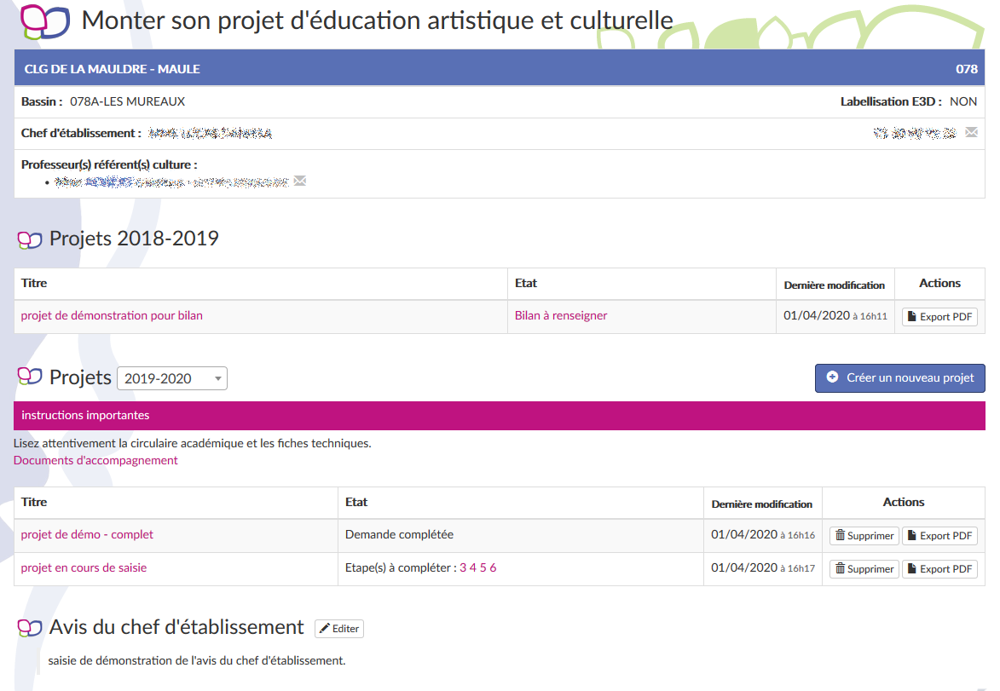 Monter son projet d'éducation artistique et culturelle
CLG DE LA MAULDRE - MAULE 078
Bassin : 078A-LES MUREAUX Labellisation E3D : NON
Chef d'établissement :
Professeur(s) référent(s) culture :
Projets 2018-2019
Titre Etat Dernière modification Actions
projet de démonstration pour bilan Bilan à renseigner 01/04/2020 à 16h11 Export PDF
Projets 2019-2020 Créer un nouveau projet
instructions importantes
Lisez attentivement la circulaire académique et les fiches techniques.
Documents d'accompagnement
Titre Etat Dernière modification Actions
projet de démo - complet Demande complétée 01/04/2020 à 16h16 Supprimer Export PDF
projet en cours de saisie Etape(s) à compléter : 3 4 5 6 01/04/2020 à 16h17 Supprimer Export PDF
Avis du chef d'établissement Editer
saisie de démonstration de l'avis du chef d'établissement.